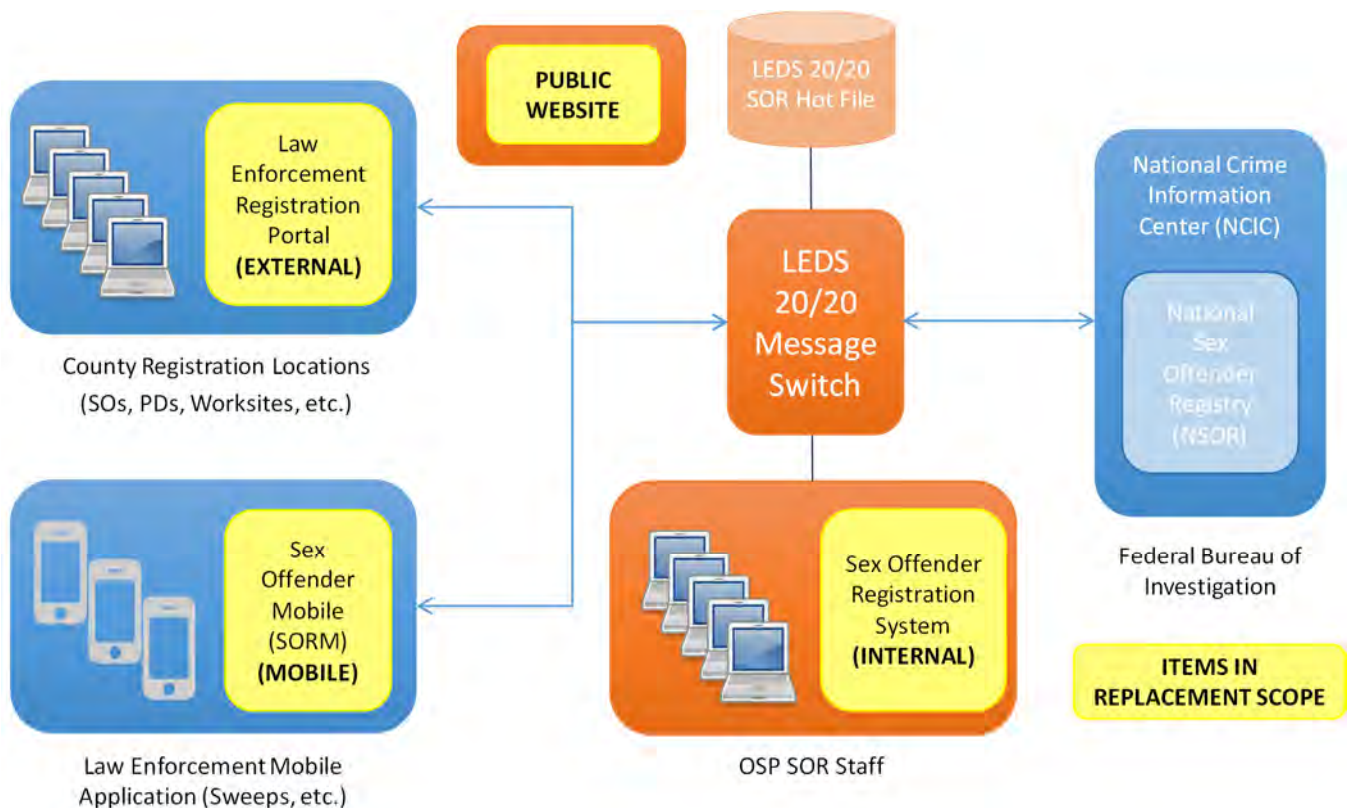 PUBLIC
WEBSITE
LEDS 20/20
SOR Hot File
Law
Enforcement
Registration
Portal
(EXTERNAL)
County Registration Locations
(SOs, PDs, Worksites, etc.)
LEDS
20/20
Message
Switch
National Crime
Information
Center (NCIC)
National
Sex
Offender
Registry
(NSOR)
Federal Bureau of
Investigation
Sex
Offender
Mobile
(SORM)
(MOBILE)
Law Enforcement Mobile
Application (Sweeps, etc.)
Sex Offender
Registration
System
(INTERNAL)
OSP SOR Staff
ITEMS IN
REPLACEMENT SCOPE